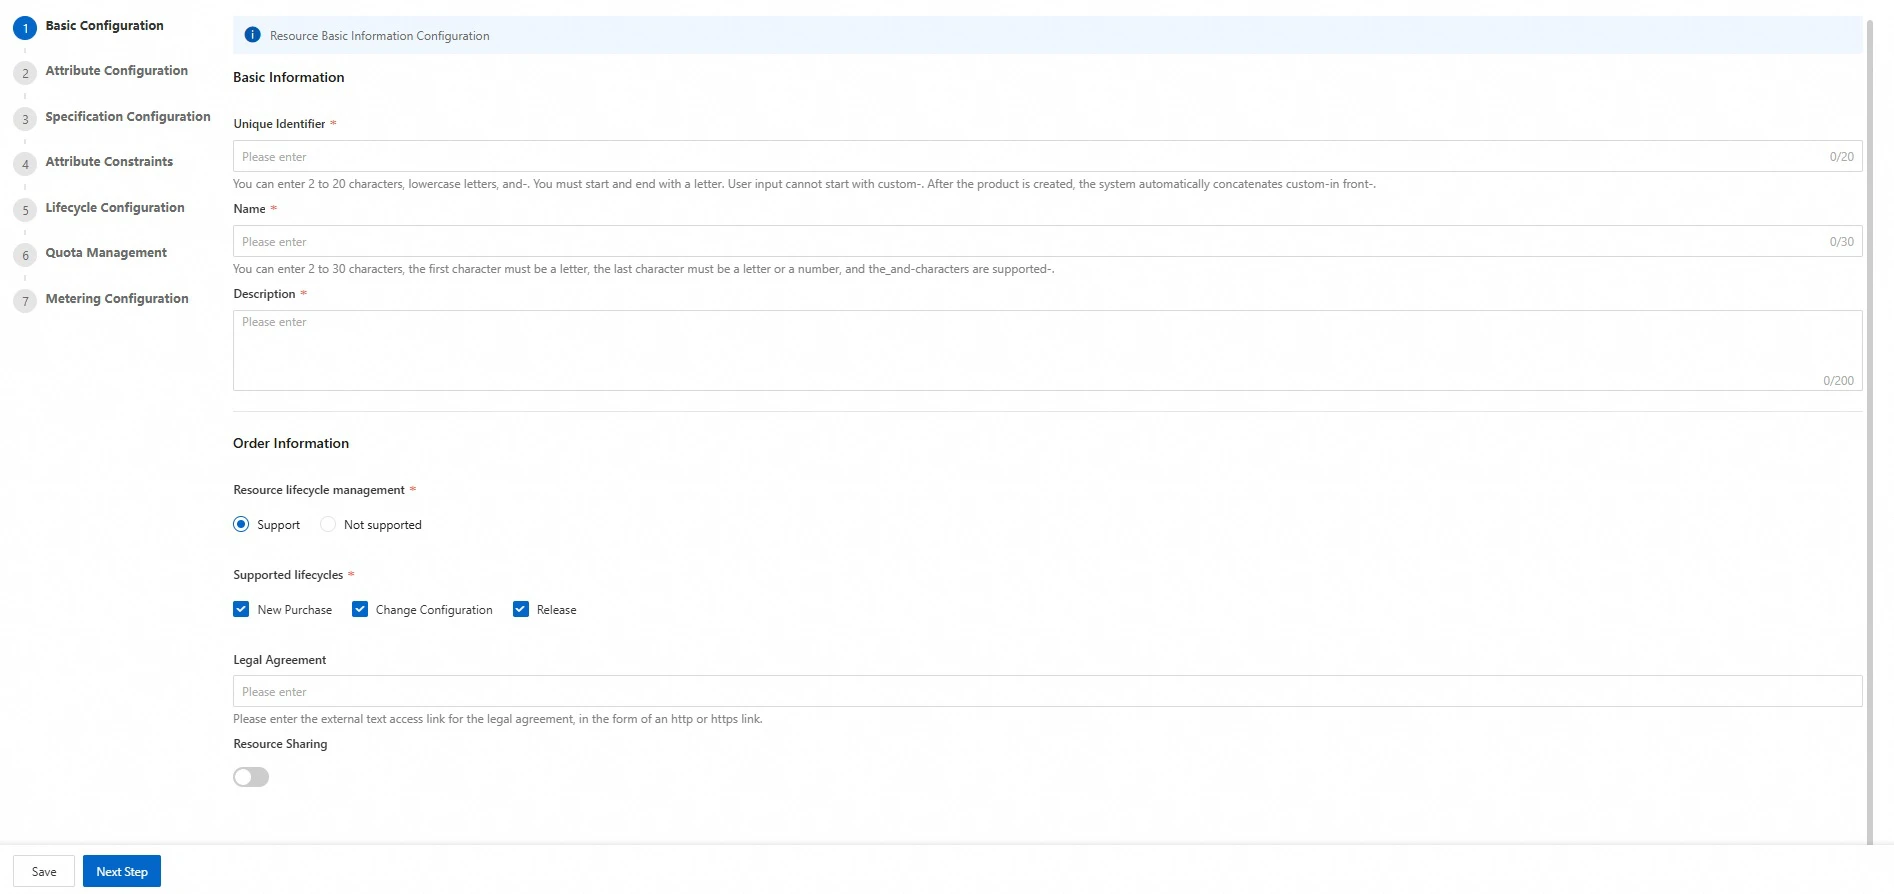 1 Basic Configuration
2 Attribute Configuration
3 Specification Configuration
4 Attribute Constraints
5 Lifecycle Configuration
6 Quota Management
7 Metering Configuration
Resource Basic Information Configuration
Basic Information
Unique Identifier *
Please enter 0/20
You can enter 2 to 20 characters, lowercase letters, and-. You must start and end with a letter. User input cannot start with custom-. After the product is created, the system automatically concatenates custom-in front-.
Name *
Please enter 0/30
You can enter 2 to 30 characters, the first character must be a letter, the last character must be a letter or a number, and the_and-characters are supported-.
Description *
Please enter
0/200
Order Information
Resource lifecycle management *
Support Not supported
Supported lifecycles *
New Purchase Change Configuration Release
Legal Agreement
Please enter
Please enter the external text access link for the legal agreement, in the form of an http or https link.
Resource Sharing
Save Next Step